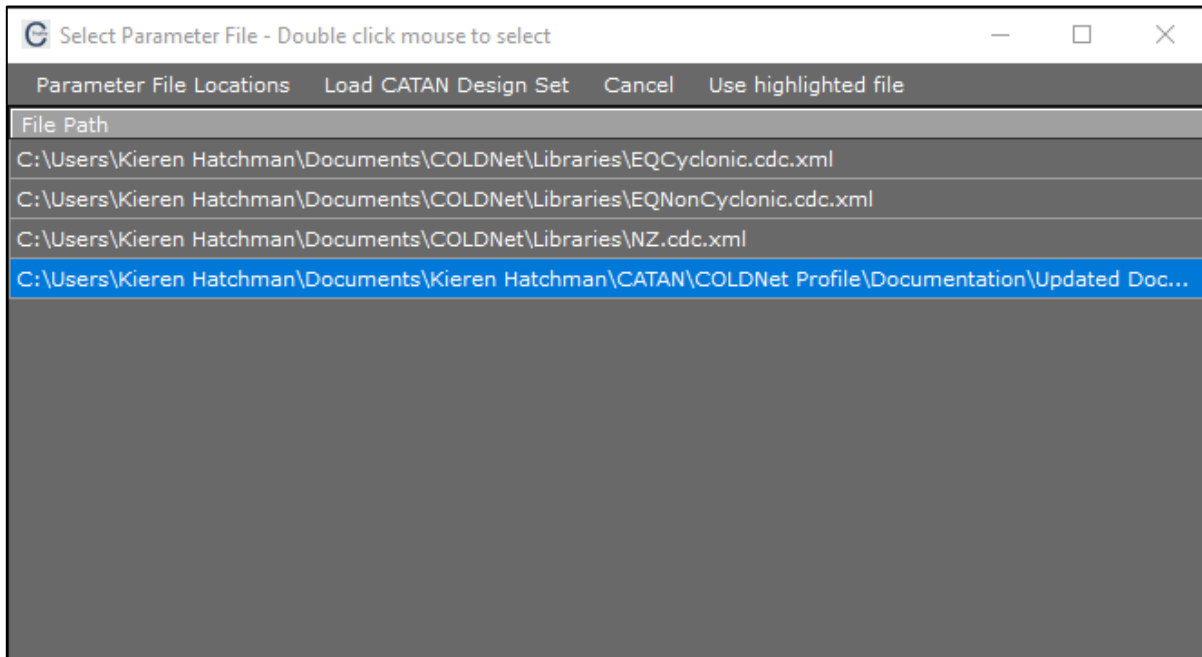 Select Parameter File - Double click mouse to select
Parameter File Locations Load CATAN Design Set Cancel Use highlighted file
File Path
C:\Users\Kieren Hatchman\Documents\COLDNet\Libraries\EQCyclonic.cdc.xml
C:\Users\Kieren Hatchman\Documents\COLDNet\Libraries\EQNonCyclonic.cdc.xml
C:\Users\Kieren Hatchman\Documents\COLDNet\Libraries\NZ.cdc.xml
C:\Users\Kieren Hatchman\Documents\Kieren Hatchman\CATAN\COLDNet Profile\Documentation\Updated Doc...